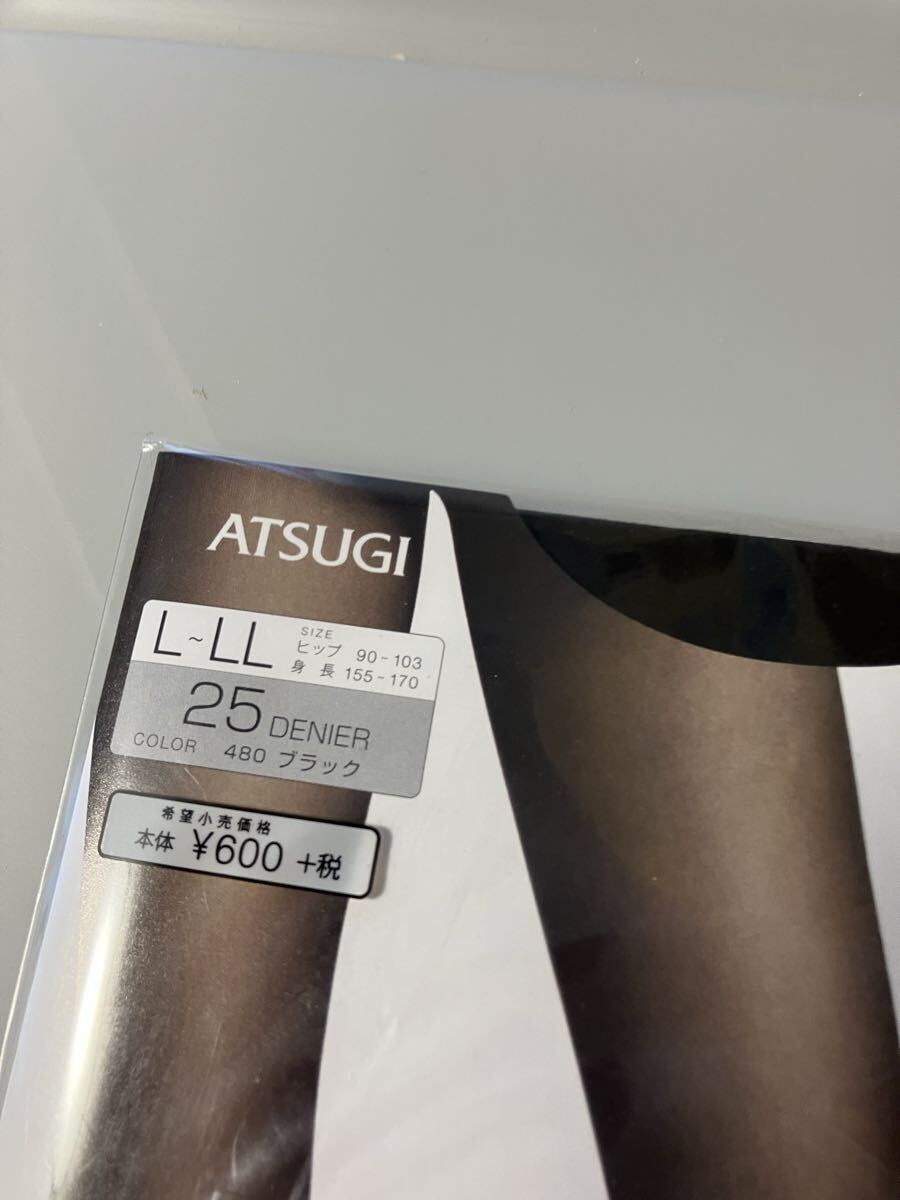 ATSUGI
L~LL
SIZE
ヒップ 90-103
身長 155-170
25 DENIER
COLOR 480 ブラック
希望小売価格
本体 ¥600 +税